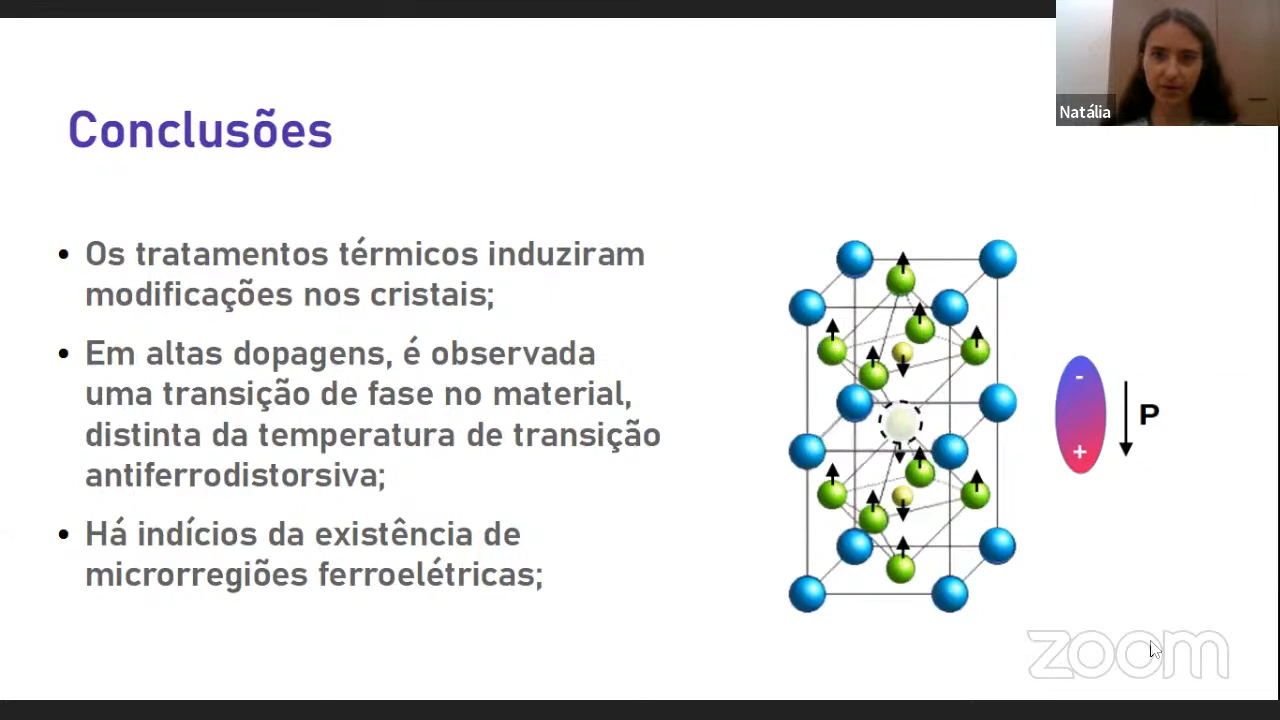 Natália
Conclusões
• Os tratamentos térmicos induziram
modificações nos cristais;
• Em altas dopagens, é observada
uma transição de fase no material,
distinta da temperatura de transição
antiferrodistorsiva;
• Há indícios da existência de
microrregiões ferroelétricas;
-
P
+
zoom